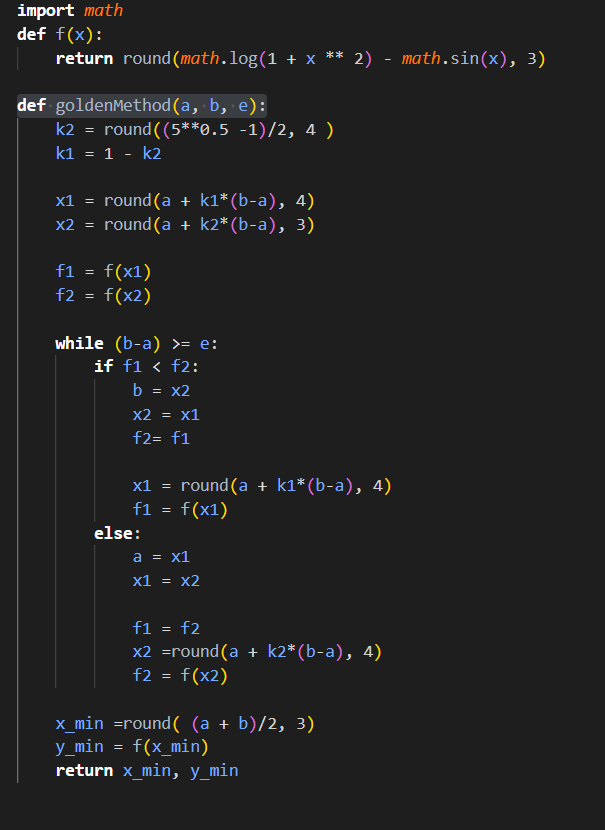 import math
def f(x):
    return round(math.log(1 + x ** 2) - math.sin(x), 3)

def goldenMethod(a, b, e):
    k2 = round((5**0.5 -1)/2, 4 )
    k1 = 1 - k2

    x1 = round(a + k1*(b-a), 4)
    x2 = round(a + k2*(b-a), 3)

    f1 = f(x1)
    f2 = f(x2)

    while (b-a) >= e:
        if f1 < f2:
            b = x2
            x2 = x1
            f2= f1

            x1 = round(a + k1*(b-a), 4)
            f1 = f(x1)
        else:
            a = x1
            x1 = x2

            f1 = f2
            x2 =round(a + k2*(b-a), 4)
            f2 = f(x2)

    x_min =round( (a + b)/2, 3)
    y_min = f(x_min)
    return x_min, y_min